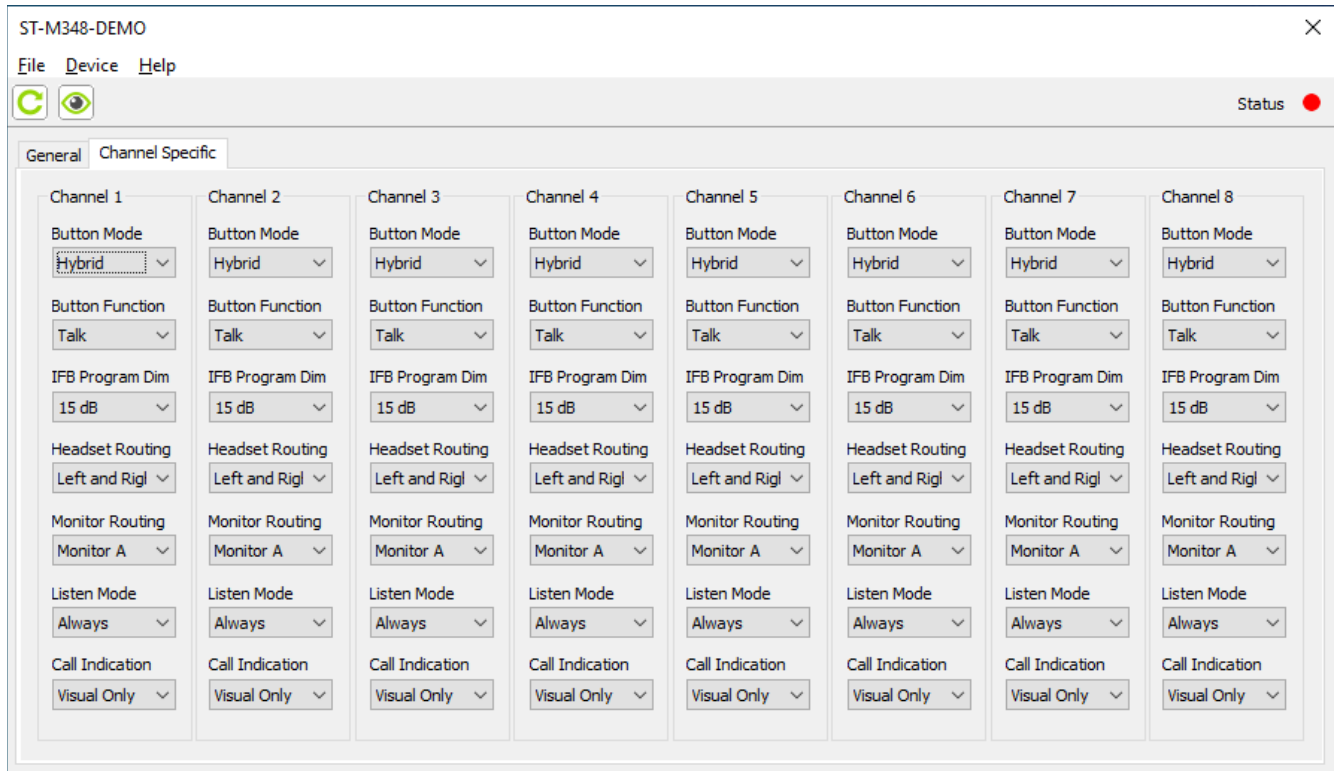 ST-M348-DEMO
File Device Help
Status
General Channel Specific
Channel 1 Channel 2 Channel 3 Channel 4 Channel 5 Channel 6 Channel 7 Channel 8
Button Mode Button Mode Button Mode Button Mode Button Mode Button Mode Button Mode Button Mode
Hybrid Hybrid Hybrid Hybrid Hybrid Hybrid Hybrid Hybrid
Button Function Button Function Button Function Button Function Button Function Button Function Button Function Button Function
Talk Talk Talk Talk Talk Talk Talk Talk
IFB Program Dim IFB Program Dim IFB Program Dim IFB Program Dim IFB Program Dim IFB Program Dim IFB Program Dim IFB Program Dim
15 dB 15 dB 15 dB 15 dB 15 dB 15 dB 15 dB 15 dB
Headset Routing Headset Routing Headset Routing Headset Routing Headset Routing Headset Routing Headset Routing Headset Routing
Left and Rigl Left and Rigl Left and Rigl Left and Rigl Left and Rigl Left and Rigl Left and Rigl Left and Rigl
Monitor Routing Monitor Routing Monitor Routing Monitor Routing Monitor Routing Monitor Routing Monitor Routing Monitor Routing
Monitor A Monitor A Monitor A Monitor A Monitor A Monitor A Monitor A Monitor A
Listen Mode Listen Mode Listen Mode Listen Mode Listen Mode Listen Mode Listen Mode Listen Mode
Always Always Always Always Always Always Always Always
Call Indication Call Indication Call Indication Call Indication Call Indication Call Indication Call Indication Call Indication
Visual Only Visual Only Visual Only Visual Only Visual Only Visual Only Visual Only Visual Only